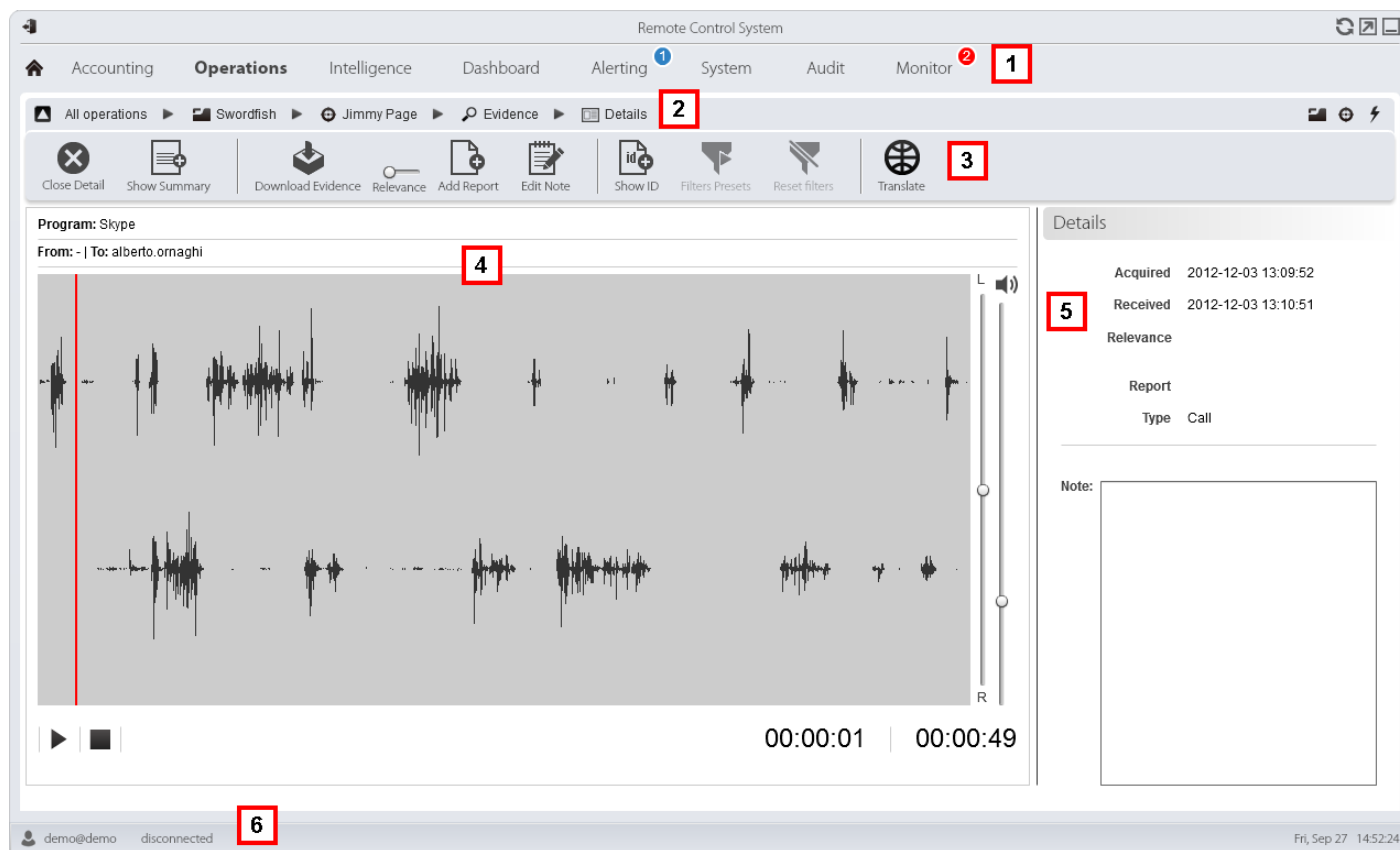 Remote Control System
Accounting Operations Intelligence Dashboard Alerting 1 System Audit Monitor 2 1
All operations Swordfish Jimmy Page Evidence Details 2
Close Detail Show Summary Download Evidence Relevance Add Report Edit Note id Show ID Filters Presets Reset filters Translate 3
Program: Skype
From: - | To: alberto.ornaghi
4
L
R
00:00:01 00:00:49
Details
Acquired 2012-12-03 13:09:52
5
Received 2012-12-03 13:10:51
Relevance
Report
Type Call
Note:
demo@demo disconnected 6 Fri, Sep 27 14:52:24